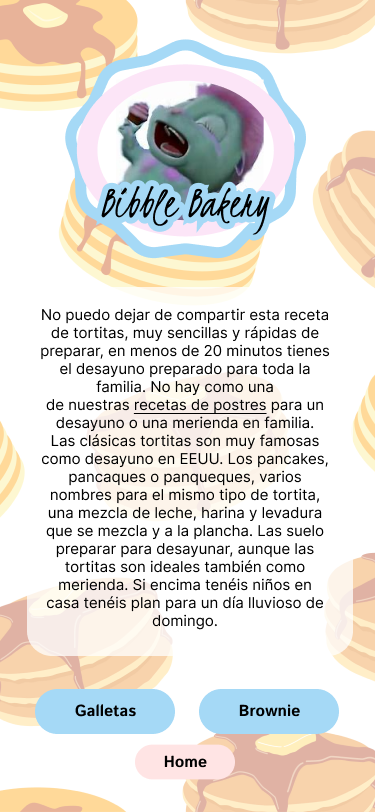 Bibble Bakery
No puedo dejar de compartir esta receta
de tortitas, muy sencillas y rápidas de
preparar, en menos de 20 minutos tienes
el desayuno preparado para toda la
familia. No hay como una
de nuestras recetas de postres para un
desayuno o una merienda en familia.
Las clásicas tortitas son muy famosas
como desayuno en EEUU. Los pancakes,
pancaques o panqueques, varios
nombres para el mismo tipo de tortita,
una mezcla de leche, harina y levadura
que se mezcla y a la plancha. Las suelo
preparar para desayunar, aunque las
tortitas son ideales también como
merienda. Si encima tenéis niños en
casa tenéis plan para un día lluvioso de
domingo.
Galletas
Brownie
Home